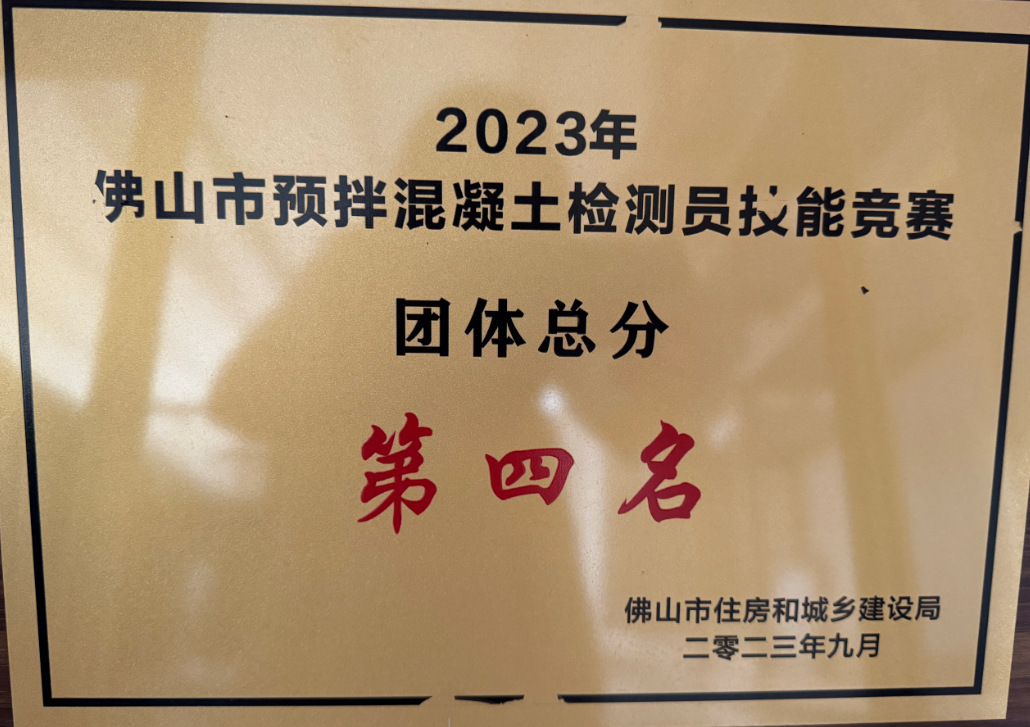 2023年
佛山市预拌混凝土检测员技能竞赛
团体总分
第四名
佛山市住房和城乡建设局
二零二三年九月